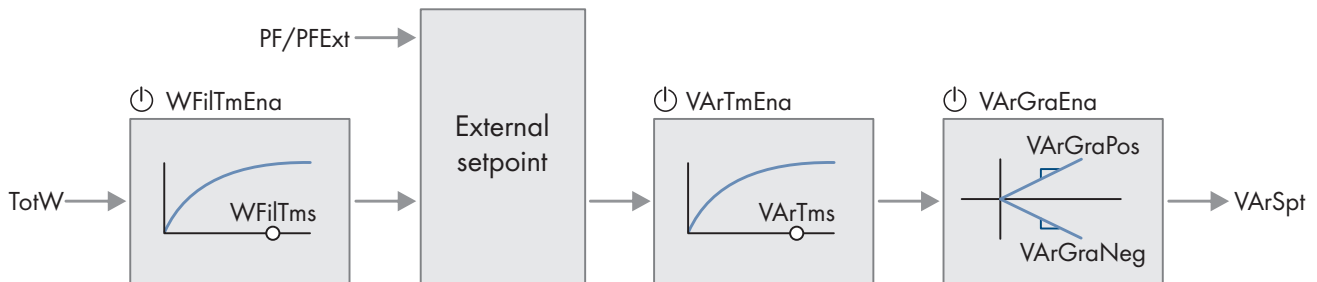 PF/PFExt
WFilTmEna
VArTmEna
VArGraEna
External
setpoint
VArGraPos
TotW
WFilTms
VArTms
VArSpt
VArGraNeg